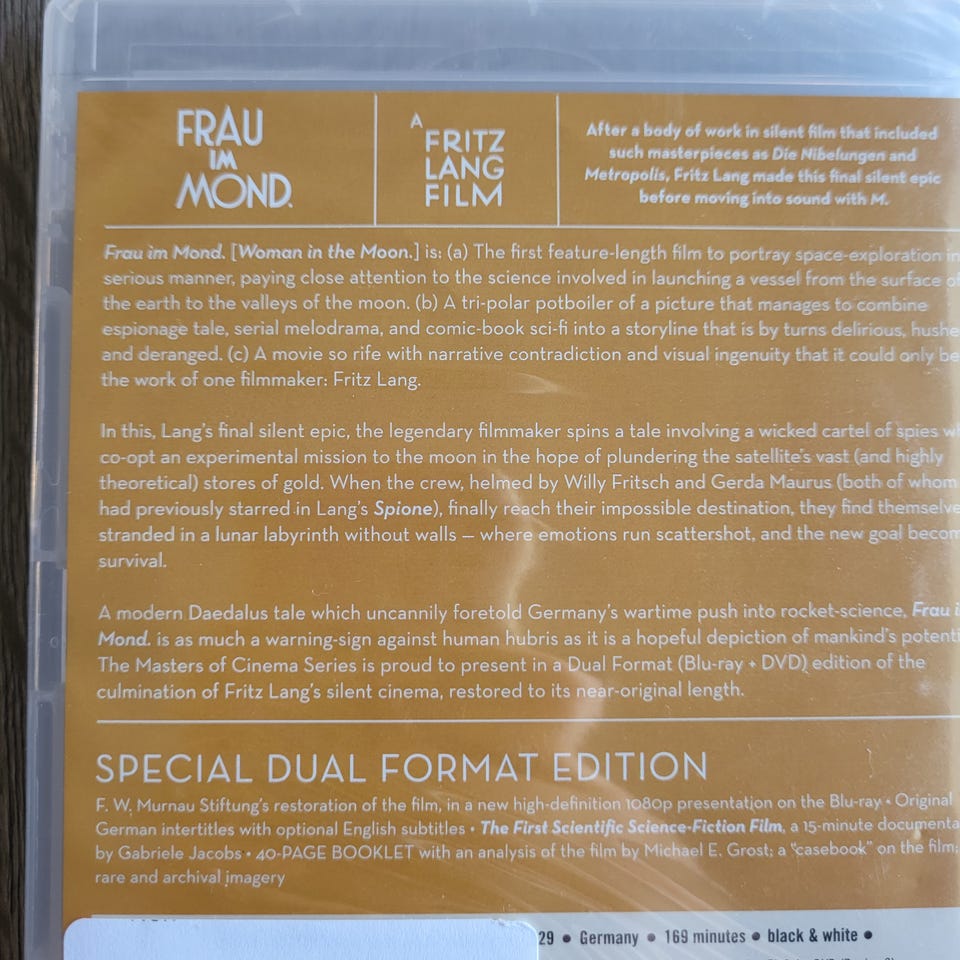 FRAU
IM
MOND.
A
FRITZ
LANG
FILM
After a body of work in silent film that included
such masterpieces as Die Nibelungen and
Metropolis, Fritz Lang made this final silent epic
before moving into sound with M.
Frau im Mond. [Woman in the Moon.] is: (a) The first feature-length film to portray space-exploration in
serious manner, paying close attention to the science involved in launching a vessel from the surface of
the earth to the valleys of the moon. (b) A tri-polar potboiler of a picture that manages to combine
espionage tale, serial melodrama, and comic-book sci-fi into a storyline that is by turns delirious, hushe
and deranged. (c) A movie so rife with narrative contradiction and visual ingenuity that it could only be
the work of one filmmaker: Fritz Lang.
In this, Lang's final silent epic, the legendary filmmaker spins a tale involving a wicked cartel of spies wh
co-opt an experimental mission to the moon in the hope of plundering the satellite's vast (and highly
theoretical) stores of gold. When the crew, helmed by Willy Fritsch and Gerda Maurus (both of whom
had previously starred in Lang's Spione), finally reach their impossible destination, they find themselve
stranded in a lunar labyrinth without walls — where emotions run scattershot, and the new goal becom
survival.
A modern Daedalus tale which uncannily foretold Germany's wartime push into rocket-science, Frau i
Mond. is as much a warning-sign against human hubris as it is a hopeful depiction of mankind's potenti
The Masters of Cinema Series is proud to present in a Dual Format (Blu-ray + DVD) edition of the
culmination of Fritz Lang's silent cinema, restored to its near-original length.
SPECIAL DUAL FORMAT EDITION
F. W. Murnau Stiftung's restoration of the film, in a new high-definition 1080p presentation on the Blu-ray • Original
German intertitles with optional English subtitles • The First Scientific Science-Fiction Film, a 15-minute documenta
by Gabriele Jacobs • 40-PAGE BOOKLET with an analysis of the film by Michael E. Grost; a "casebook" on the film;
rare and archival imagery
29 • Germany • 169 minutes • black & white •